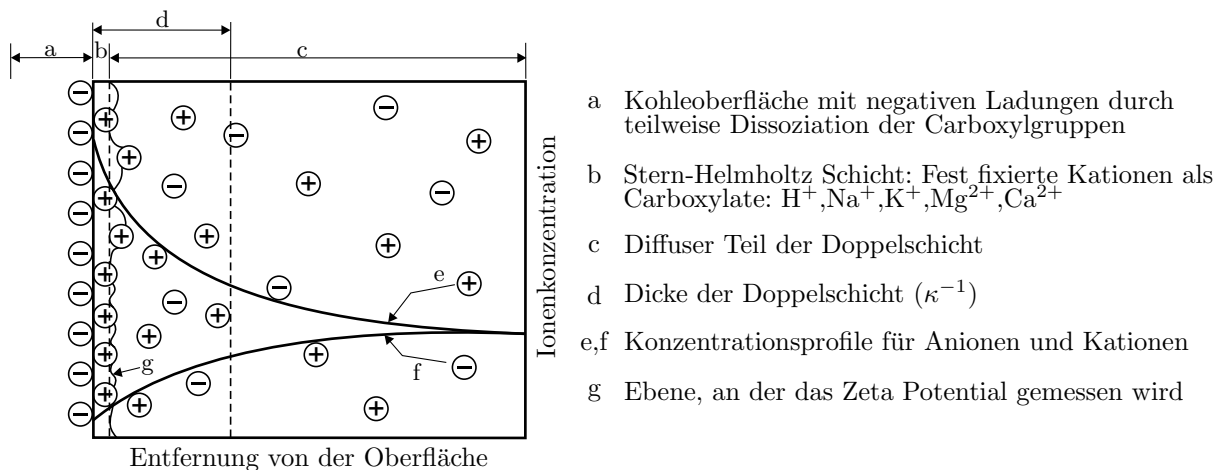 d
a
b
c
e
f
g
Ionenkonzentration
Entfernung von der Oberfläche
a Kohleoberfläche mit negativen Ladungen durch
teilweise Dissoziation der Carboxylgruppen
b Stern-Helmholtz Schicht: Fest fixierte Kationen als
Carboxylate: H⁺,Na⁺,K⁺,Mg²⁺,Ca²⁺
c Diffuser Teil der Doppelschicht
d Dicke der Doppelschicht (κ⁻¹)
e,f Konzentrationsprofile für Anionen und Kationen
g Ebene, an der das Zeta Potential gemessen wird